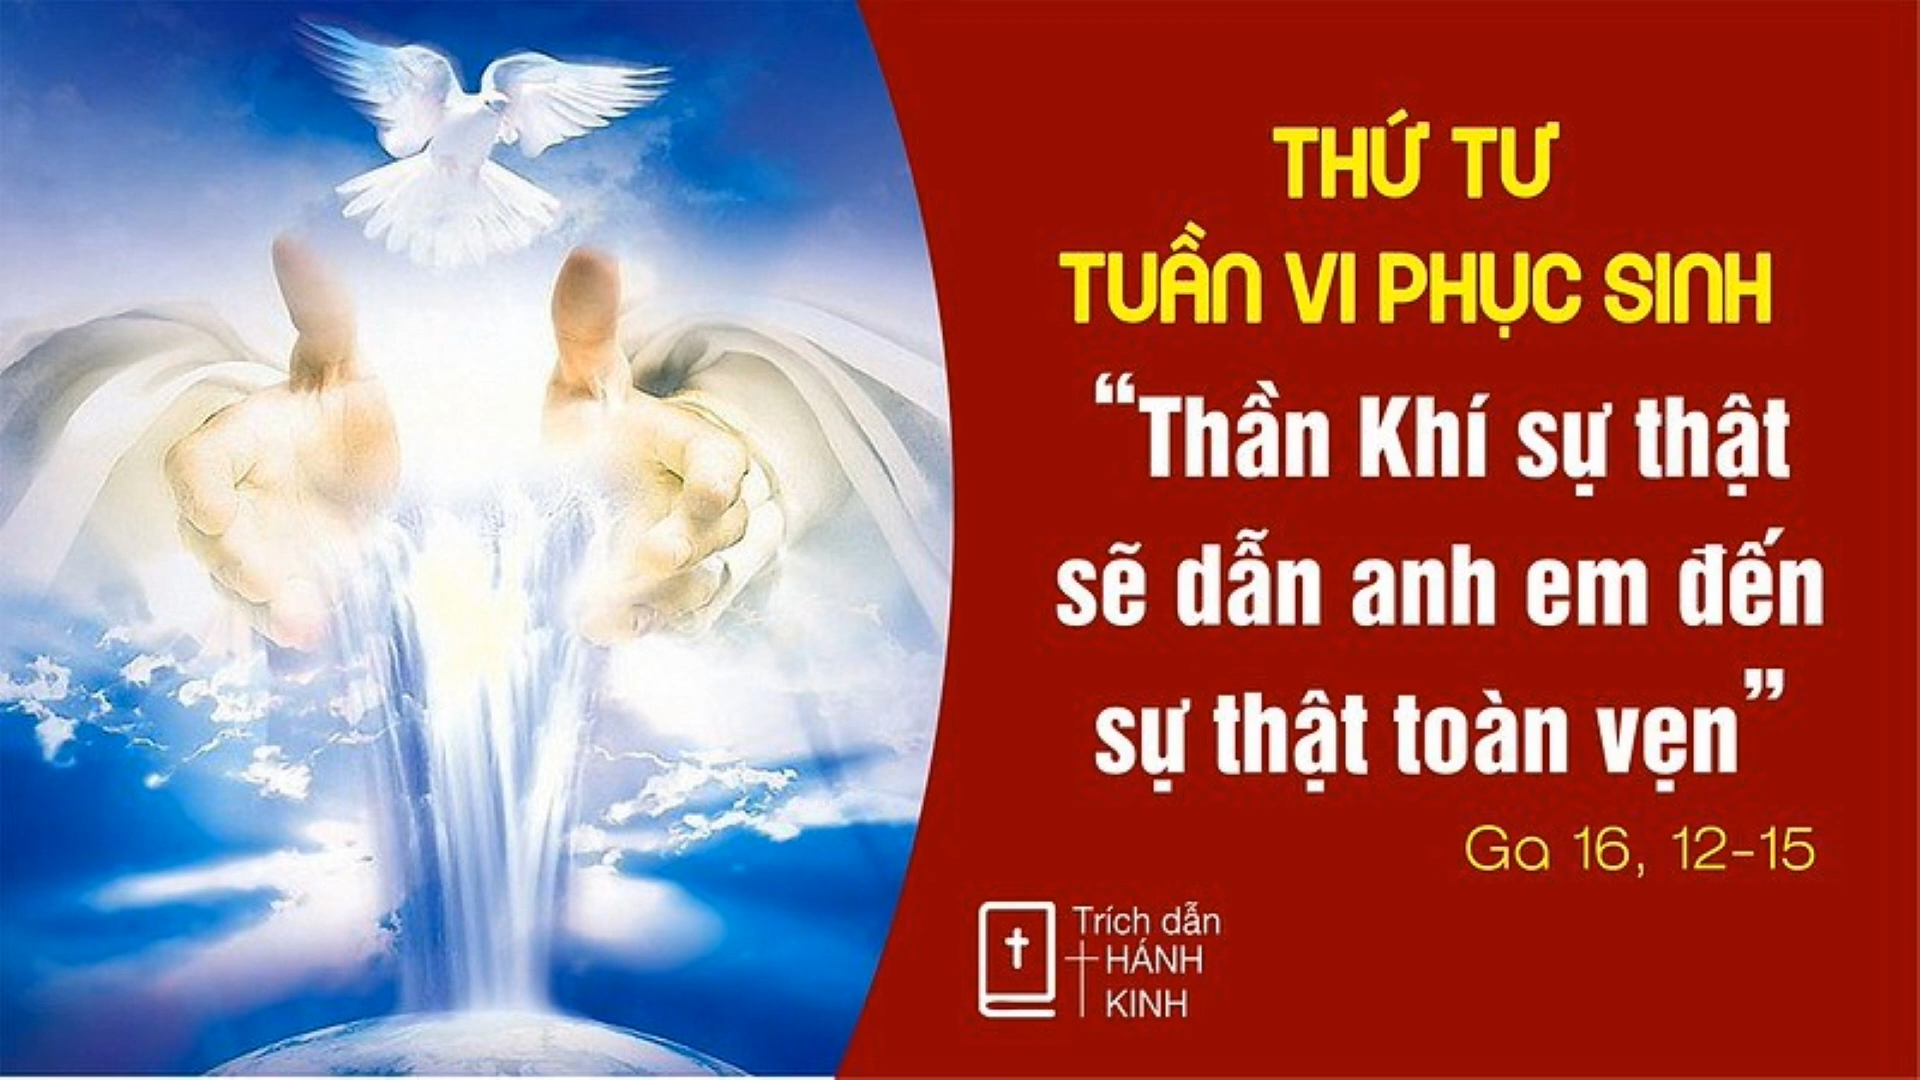 THỨ TƯ
TUẦN VI PHỤC SINH
“Thần Khí sự thật
sẽ dẫn anh em đến
sự thật toàn vẹn”
Ga 16, 12-15
Trích dẫn
THÁNH
KINH